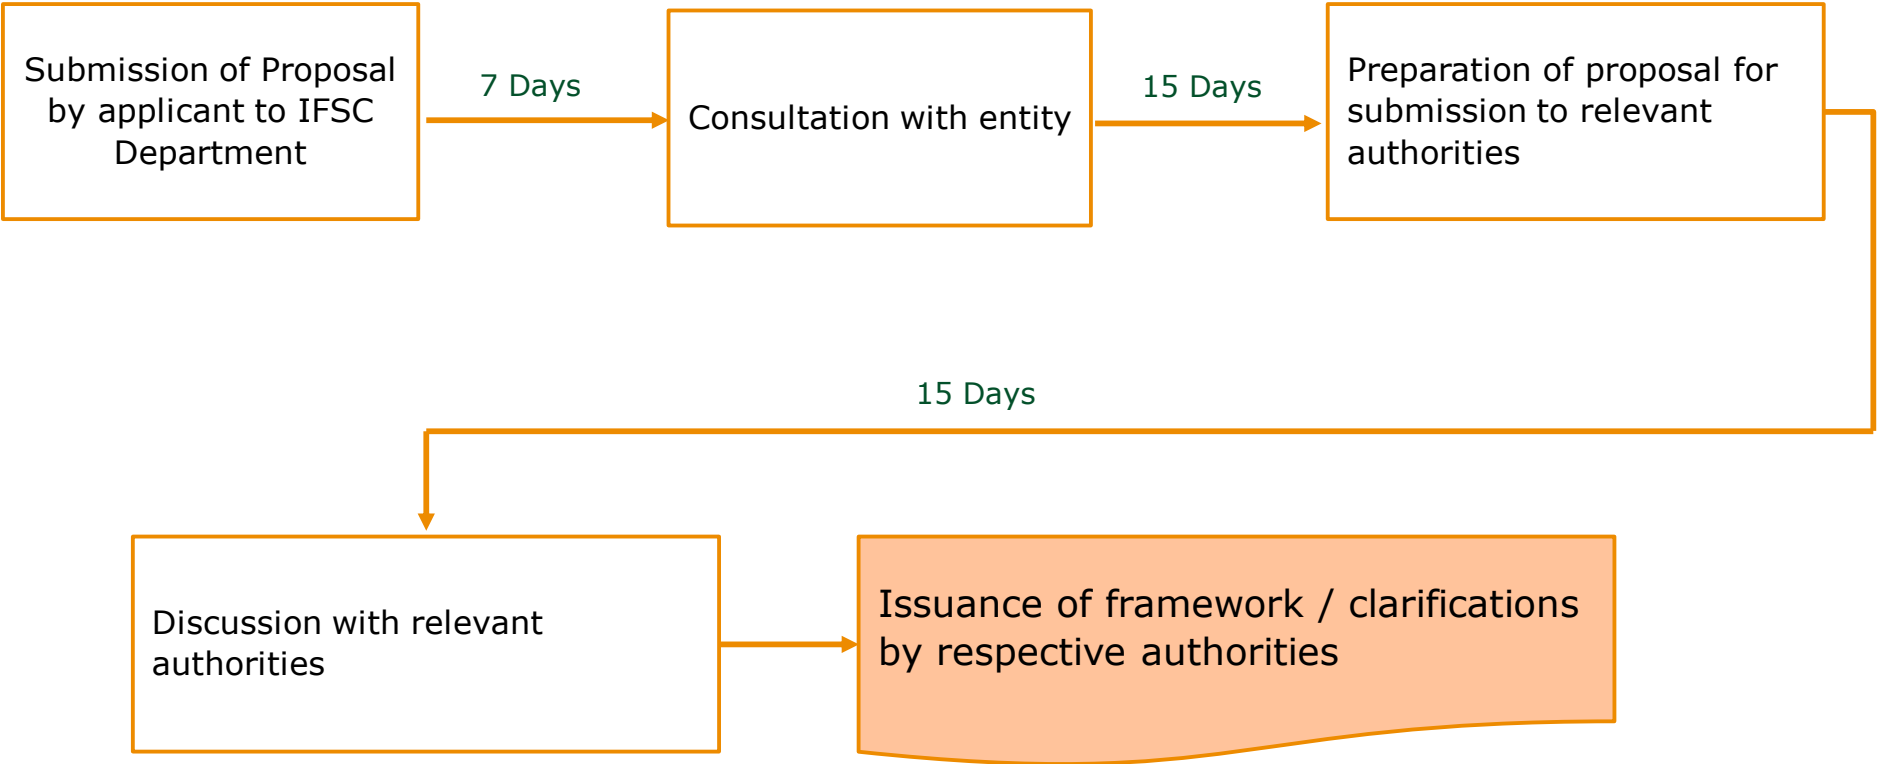 Submission of Proposal
by applicant to IFSC
Department
7 Days
Consultation with entity
15 Days
Preparation of proposal for
submission to relevant
authorities
15 Days
Discussion with relevant
authorities
Issuance of framework / clarifications
by respective authorities